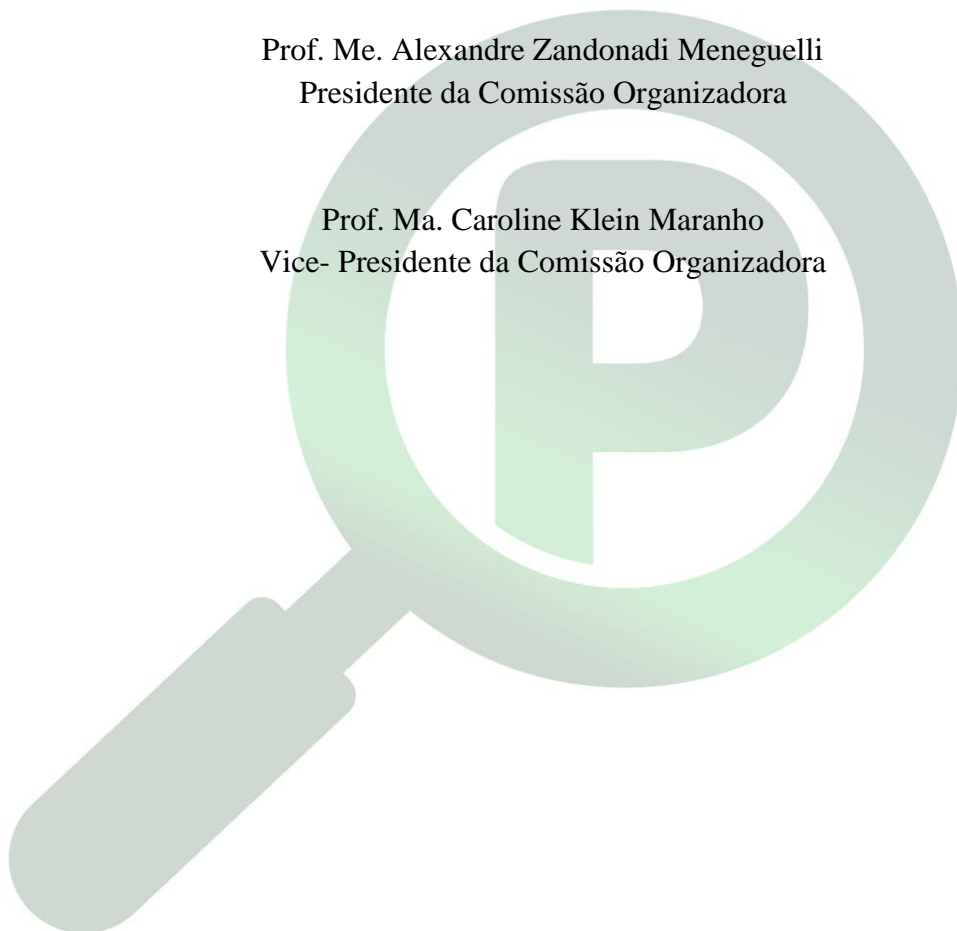 Prof. Me. Alexandre Zandonadi Meneguelli
Presidente da Comissão Organizadora
Prof. Ma. Caroline Klein Maranho
Vice- Presidente da Comissão Organizadora
P